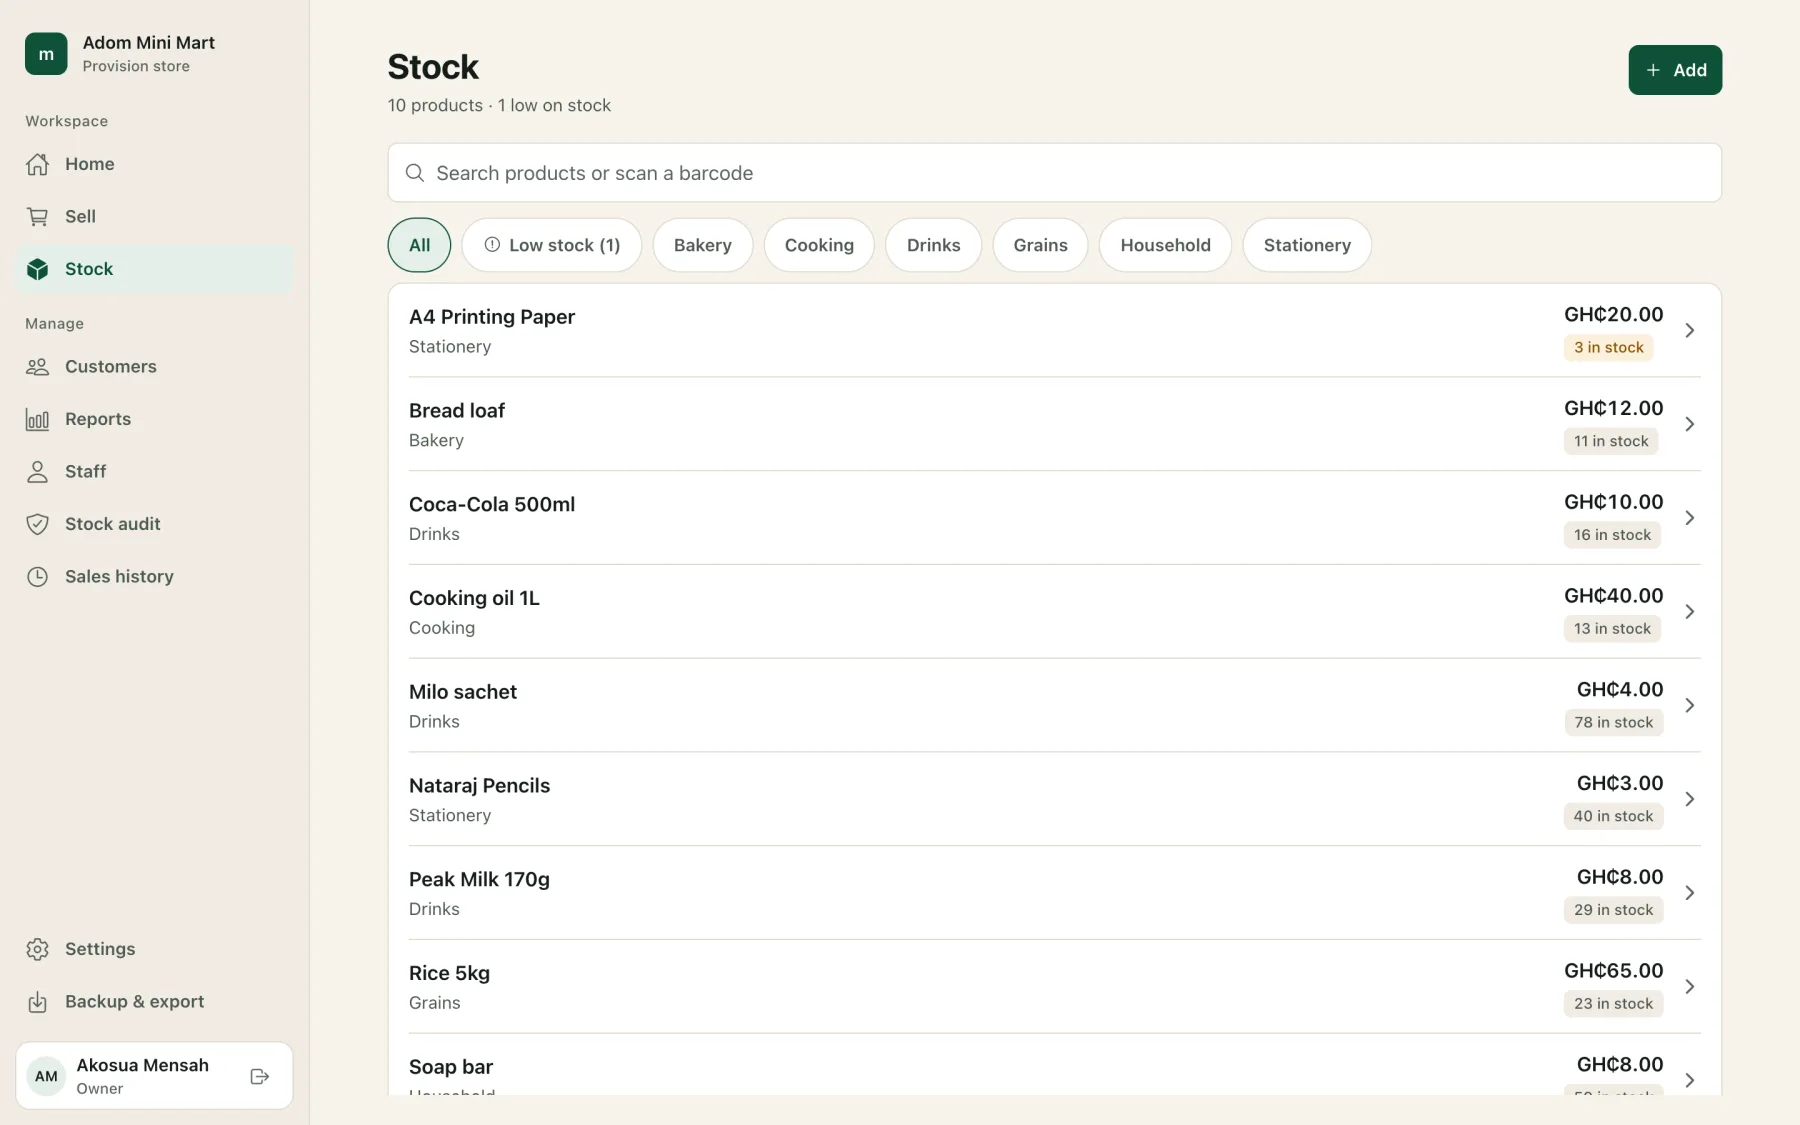 m
Adom Mini Mart
Provision store
Workspace
Home
Sell
Stock
Manage
Customers
Reports
Staff
Stock audit
Sales history
Settings
Backup & export
AM
Akosua Mensah
Owner
Stock
10 products · 1 low on stock
+ Add
Search products or scan a barcode
All
Low stock (1)
Bakery
Cooking
Drinks
Grains
Household
Stationery
A4 Printing Paper
Stationery
GH₵20.00
3 in stock
Bread loaf
Bakery
GH₵12.00
11 in stock
Coca-Cola 500ml
Drinks
GH₵10.00
16 in stock
Cooking oil 1L
Cooking
GH₵40.00
13 in stock
Milo sachet
Drinks
GH₵4.00
78 in stock
Nataraj Pencils
Stationery
GH₵3.00
40 in stock
Peak Milk 170g
Drinks
GH₵8.00
29 in stock
Rice 5kg
Grains
GH₵65.00
23 in stock
Soap bar
Household
GH₵8.00
in stock